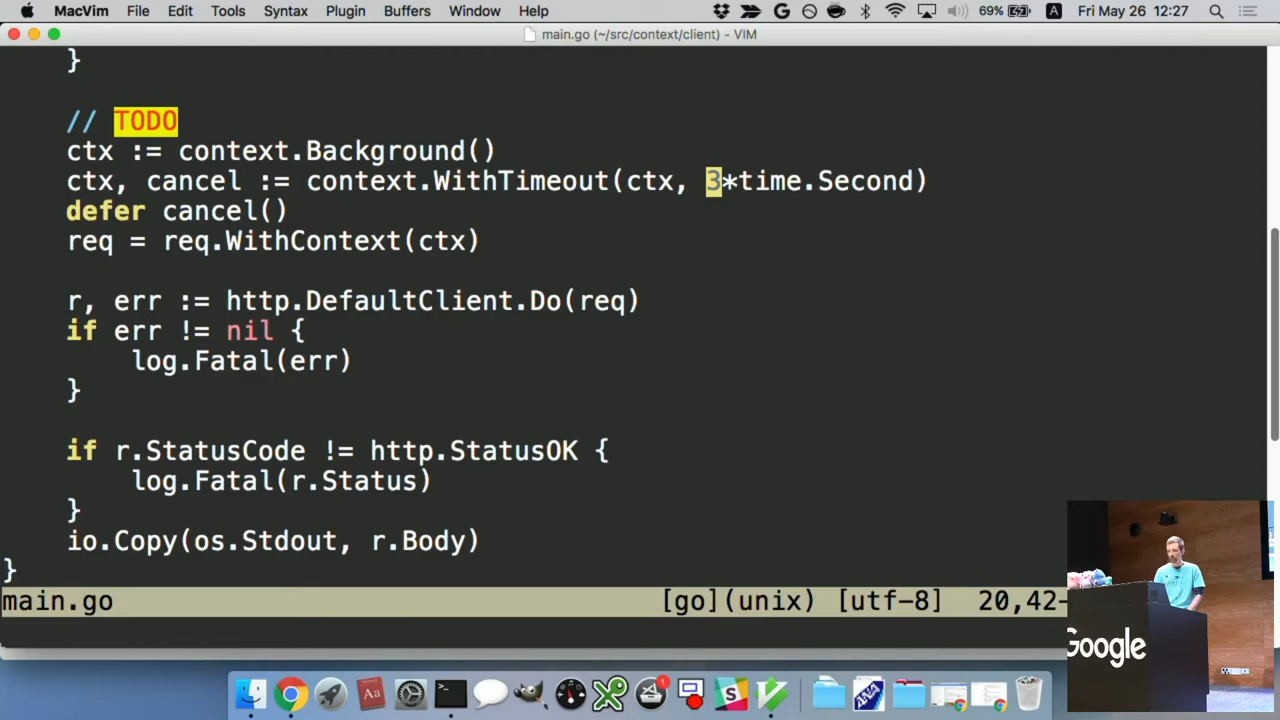 MacVim File Edit Tools Syntax Plugin Buffers Window Help 69% A Fri May 26 12:27
main.go (~/src/context/client) - VIM
}
// TODO
ctx := context.Background()
ctx, cancel := context.WithTimeout(ctx, 3*time.Second)
defer cancel()
req = req.WithContext(ctx)
r, err := http.DefaultClient.Do(req)
if err != nil {
log.Fatal(err)
}
if r.StatusCode != http.StatusOK {
log.Fatal(r.Status)
}
io.Copy(os.Stdout, r.Body)
}
main.go [go](unix) [utf-8] 20,42-
Google
Aa
1